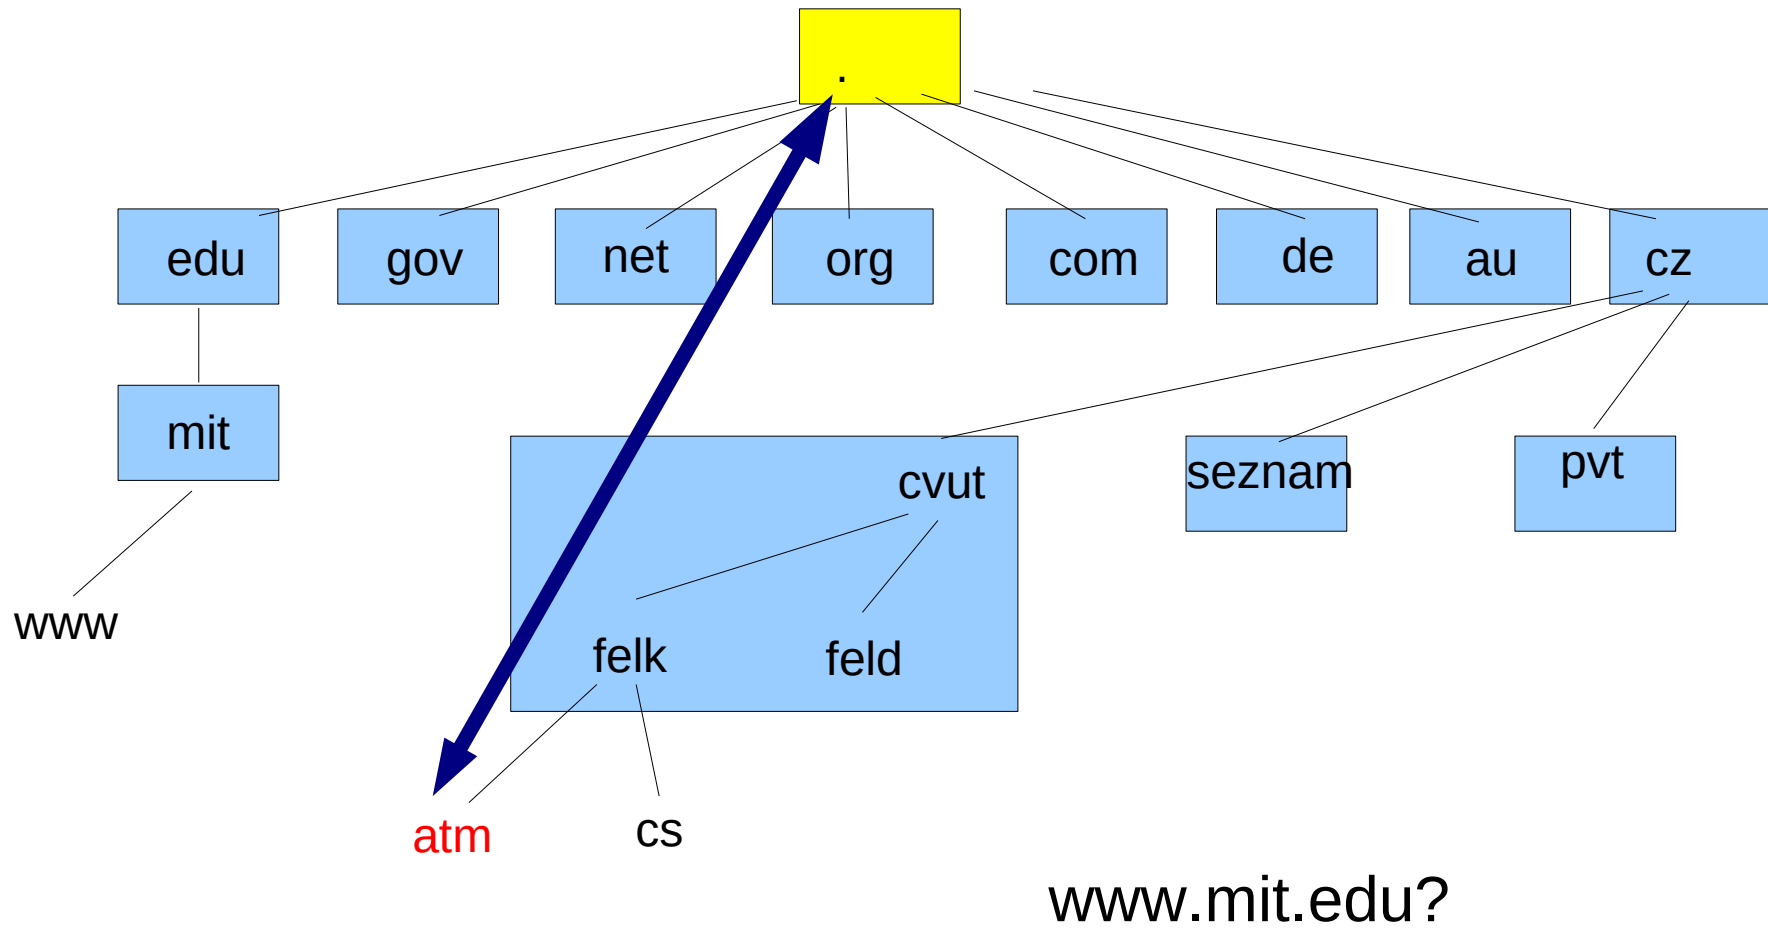 .
edu gov net org com de au cz
mit
cvut seznam pvt
www
felk feld
atm cs
www.mit.edu?